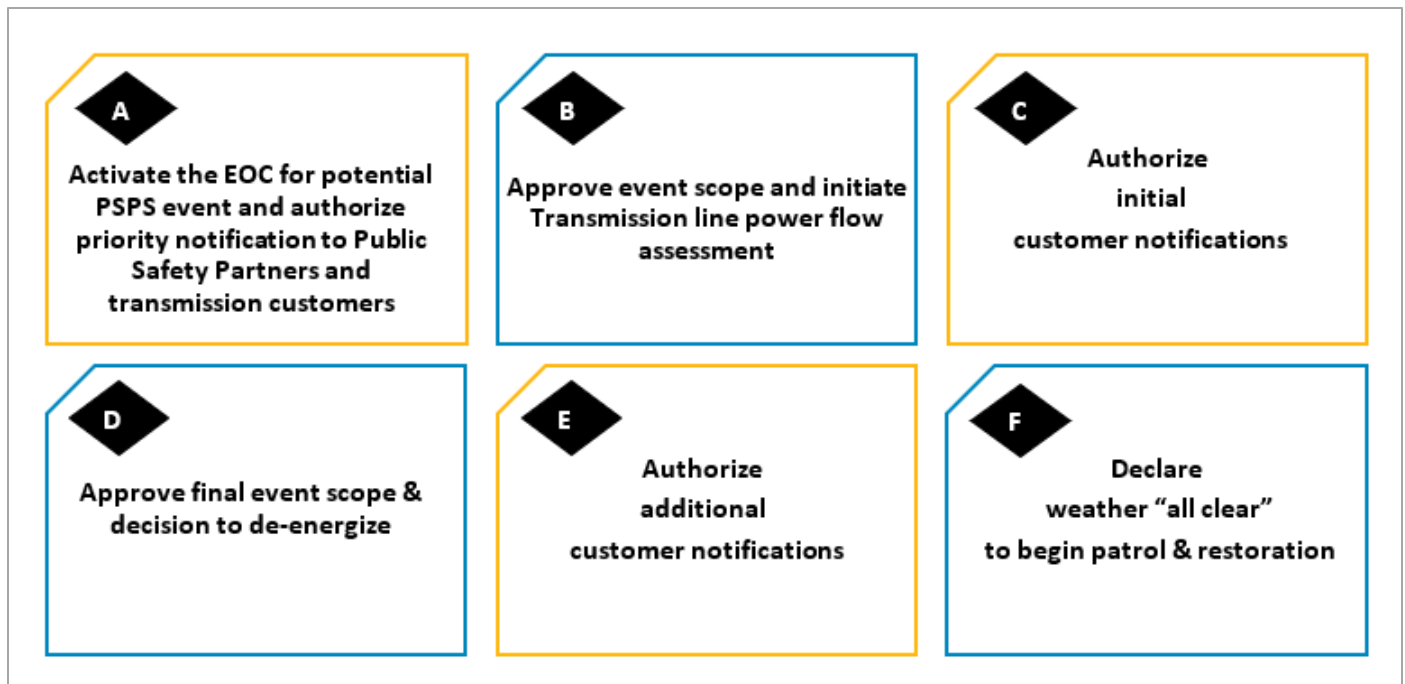 A
Activate the EOC for potential
PSPS event and authorize
priority notification to Public
Safety Partners and
transmission customers
B
Approve event scope and initiate
Transmission line power flow
assessment
C
Authorize
initial
customer notifications
D
Approve final event scope &
decision to de-energize
E
Authorize
additional
customer notifications
F
Declare
weather “all clear”
to begin patrol & restoration